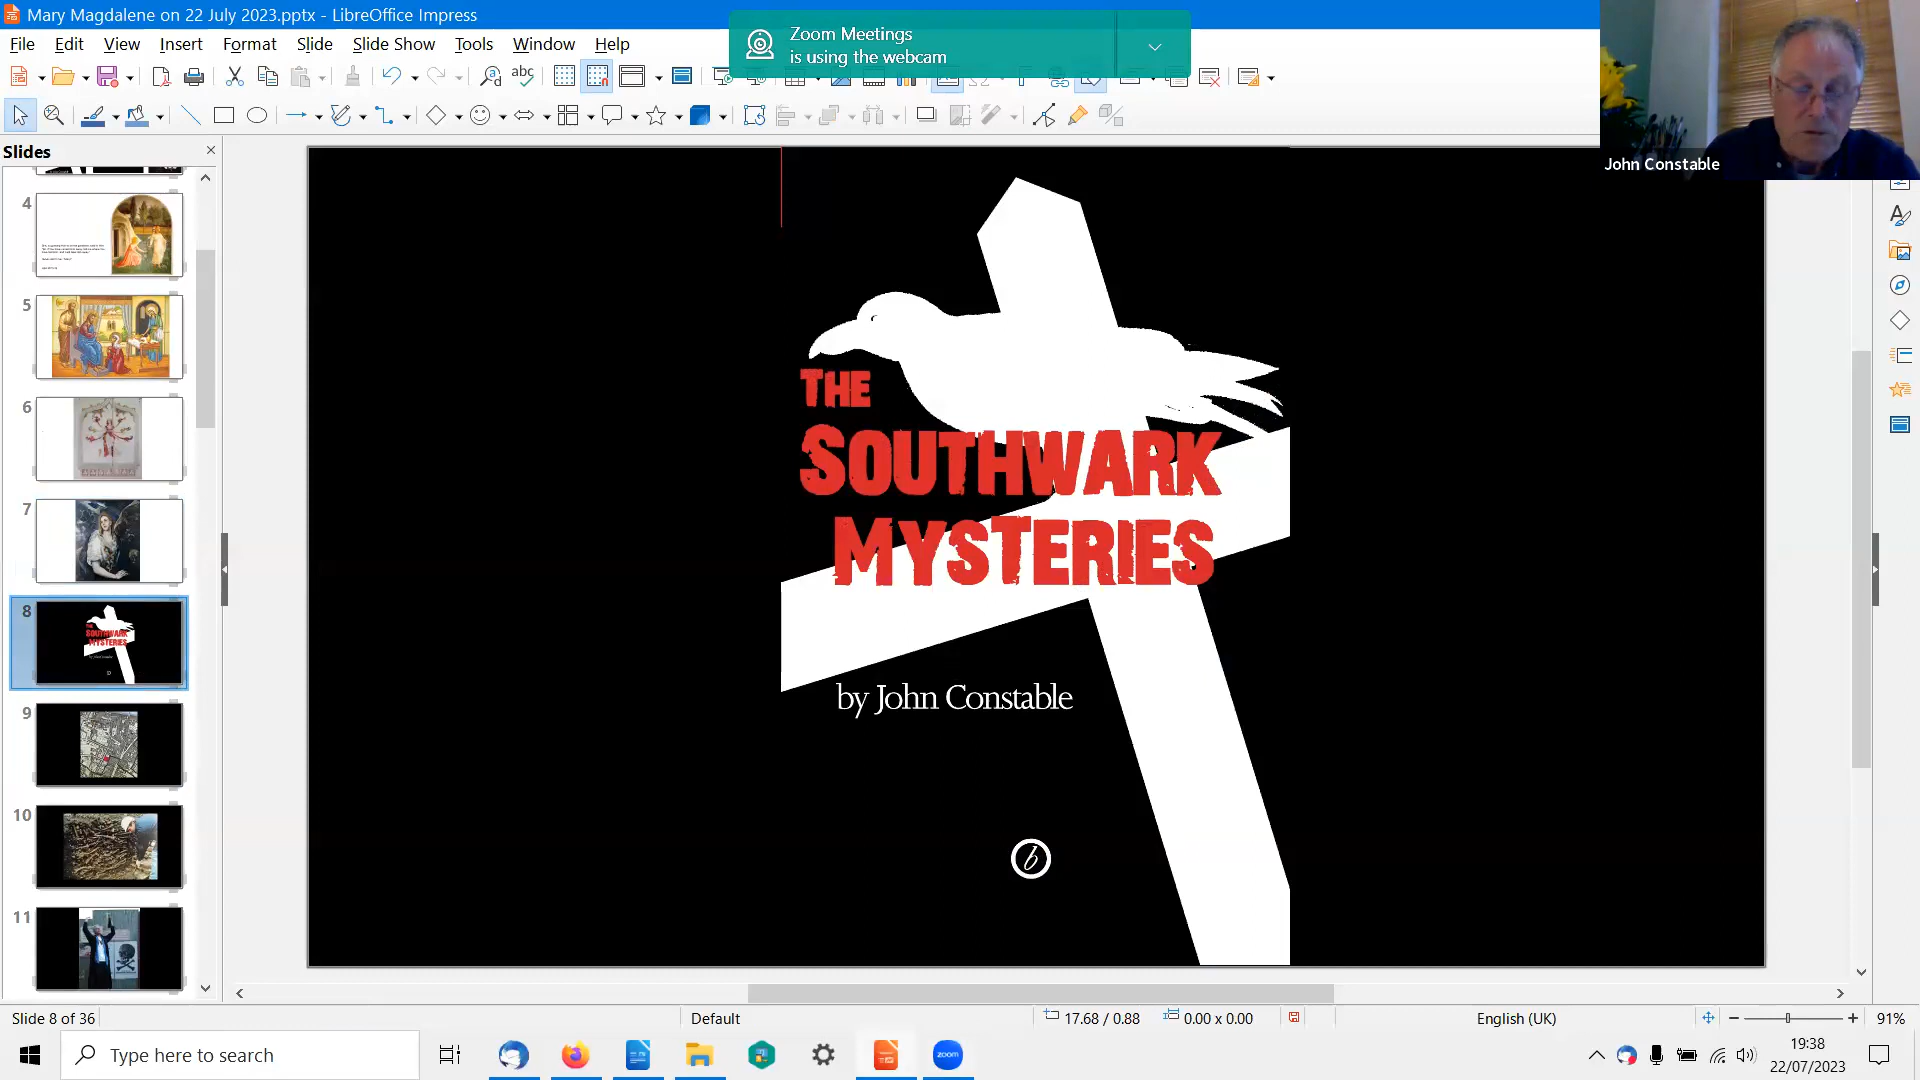 Mary Magdalene on 22 July 2023.pptx - LibreOffice Impress
Zoom Meetings
is using the webcam
File Edit View Insert Format Slide Slide Show Tools Window Help
abc
John Constable
Slides
4
5
6
7
8
9
10
11
THE
SOUTHWARK
MYSTERIES
by John Constable
b
Slide 8 of 36
Default
17.68 / 0.88
0.00 x 0.00
English (UK)
91%
Type here to search
zoom
19:38
22/07/2023